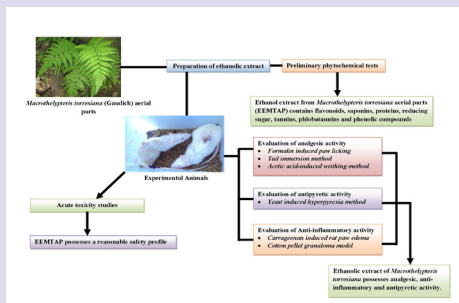 Preparation of ethanolic extract
Preliminary phytochemical tests
Macrothelypteris torresiana (Gaudich) aerial
parts
Ethanol extract from Macrothelypteris torresiana aerial parts
(EEMTAP) contains flavonoids, saponins, proteins, reducing
sugar, tannins, phlobatannins and phenolic compounds
Experimental Animals
Evaluation of analgesic activity
• Formalin induced paw licking
• Tail immersion method
• Acetic acid-induced writhing method
Evaluation of antipyretic activity
• Yeast induced hyperpyrexia method
Evaluation of Anti-inflammatory activity
• Carrageenan induced rat paw edema
• Cotton pellet granuloma model
Acute toxicity studies
EEMTAP possesses a reasonable safety profile
Ethanolic extract of Macrothelypteris
torresiana possesses analgesic, anti-
inflammatory and antipyretic activity.